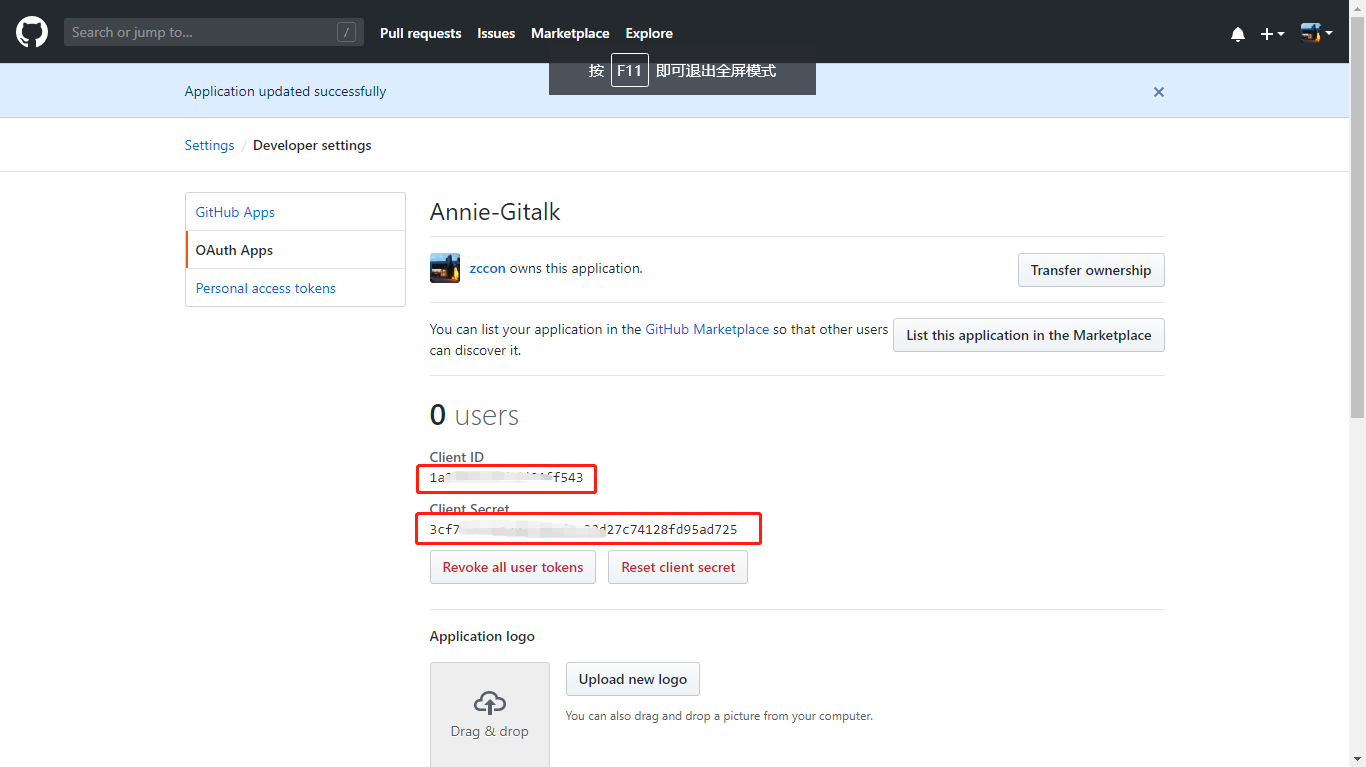 Search or jump to... /
Pull requests Issues Marketplace Explore
按 F11 即可退出全屏模式
Application updated successfully
Settings / Developer settings
GitHub Apps
OAuth Apps
Personal access tokens
Annie-Gitalk
zccon owns this application.
Transfer ownership
You can list your application in the GitHub Marketplace so that other users
can discover it.
List this application in the Marketplace
0 users
Client ID
1a ff543
Client Secret
3cf7 d27c74128fd95ad725
Revoke all user tokens Reset client secret
Application logo
Drag & drop
Upload new logo
You can also drag and drop a picture from your computer.